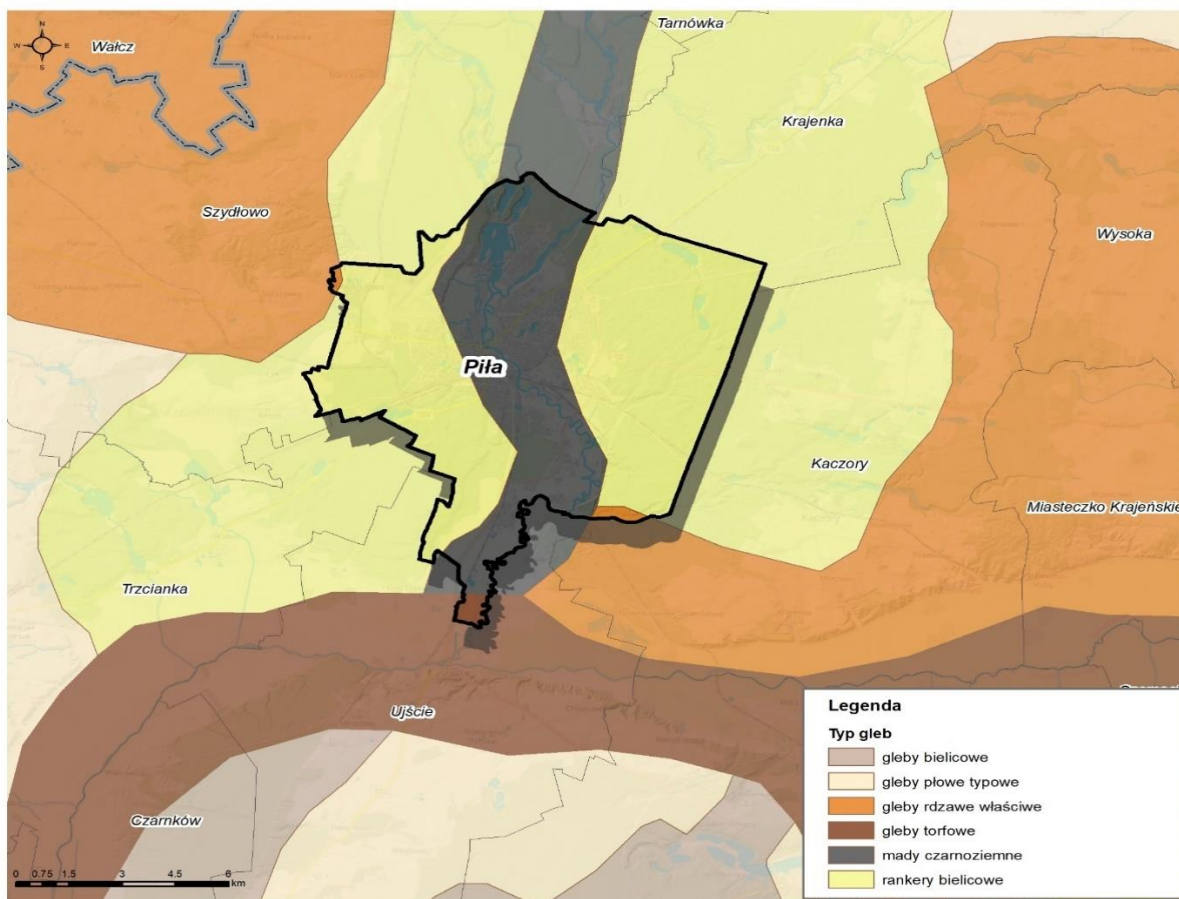 Tarnówka
N
W E
S
Wałcz
Krajenka
Szydłowo
Wysoka
Piła
Kaczory
Miasteczko Krajeńskie
Trzcianka
Ujście
Czarnków
Legenda
Typ gleb
gleby bielicowe
gleby płowe typowe
gleby rdzawe właściwe
gleby torfowe
mady czarnoziemne
rankery bielicowe
0 0.75 1.5 3 4.5 6
km